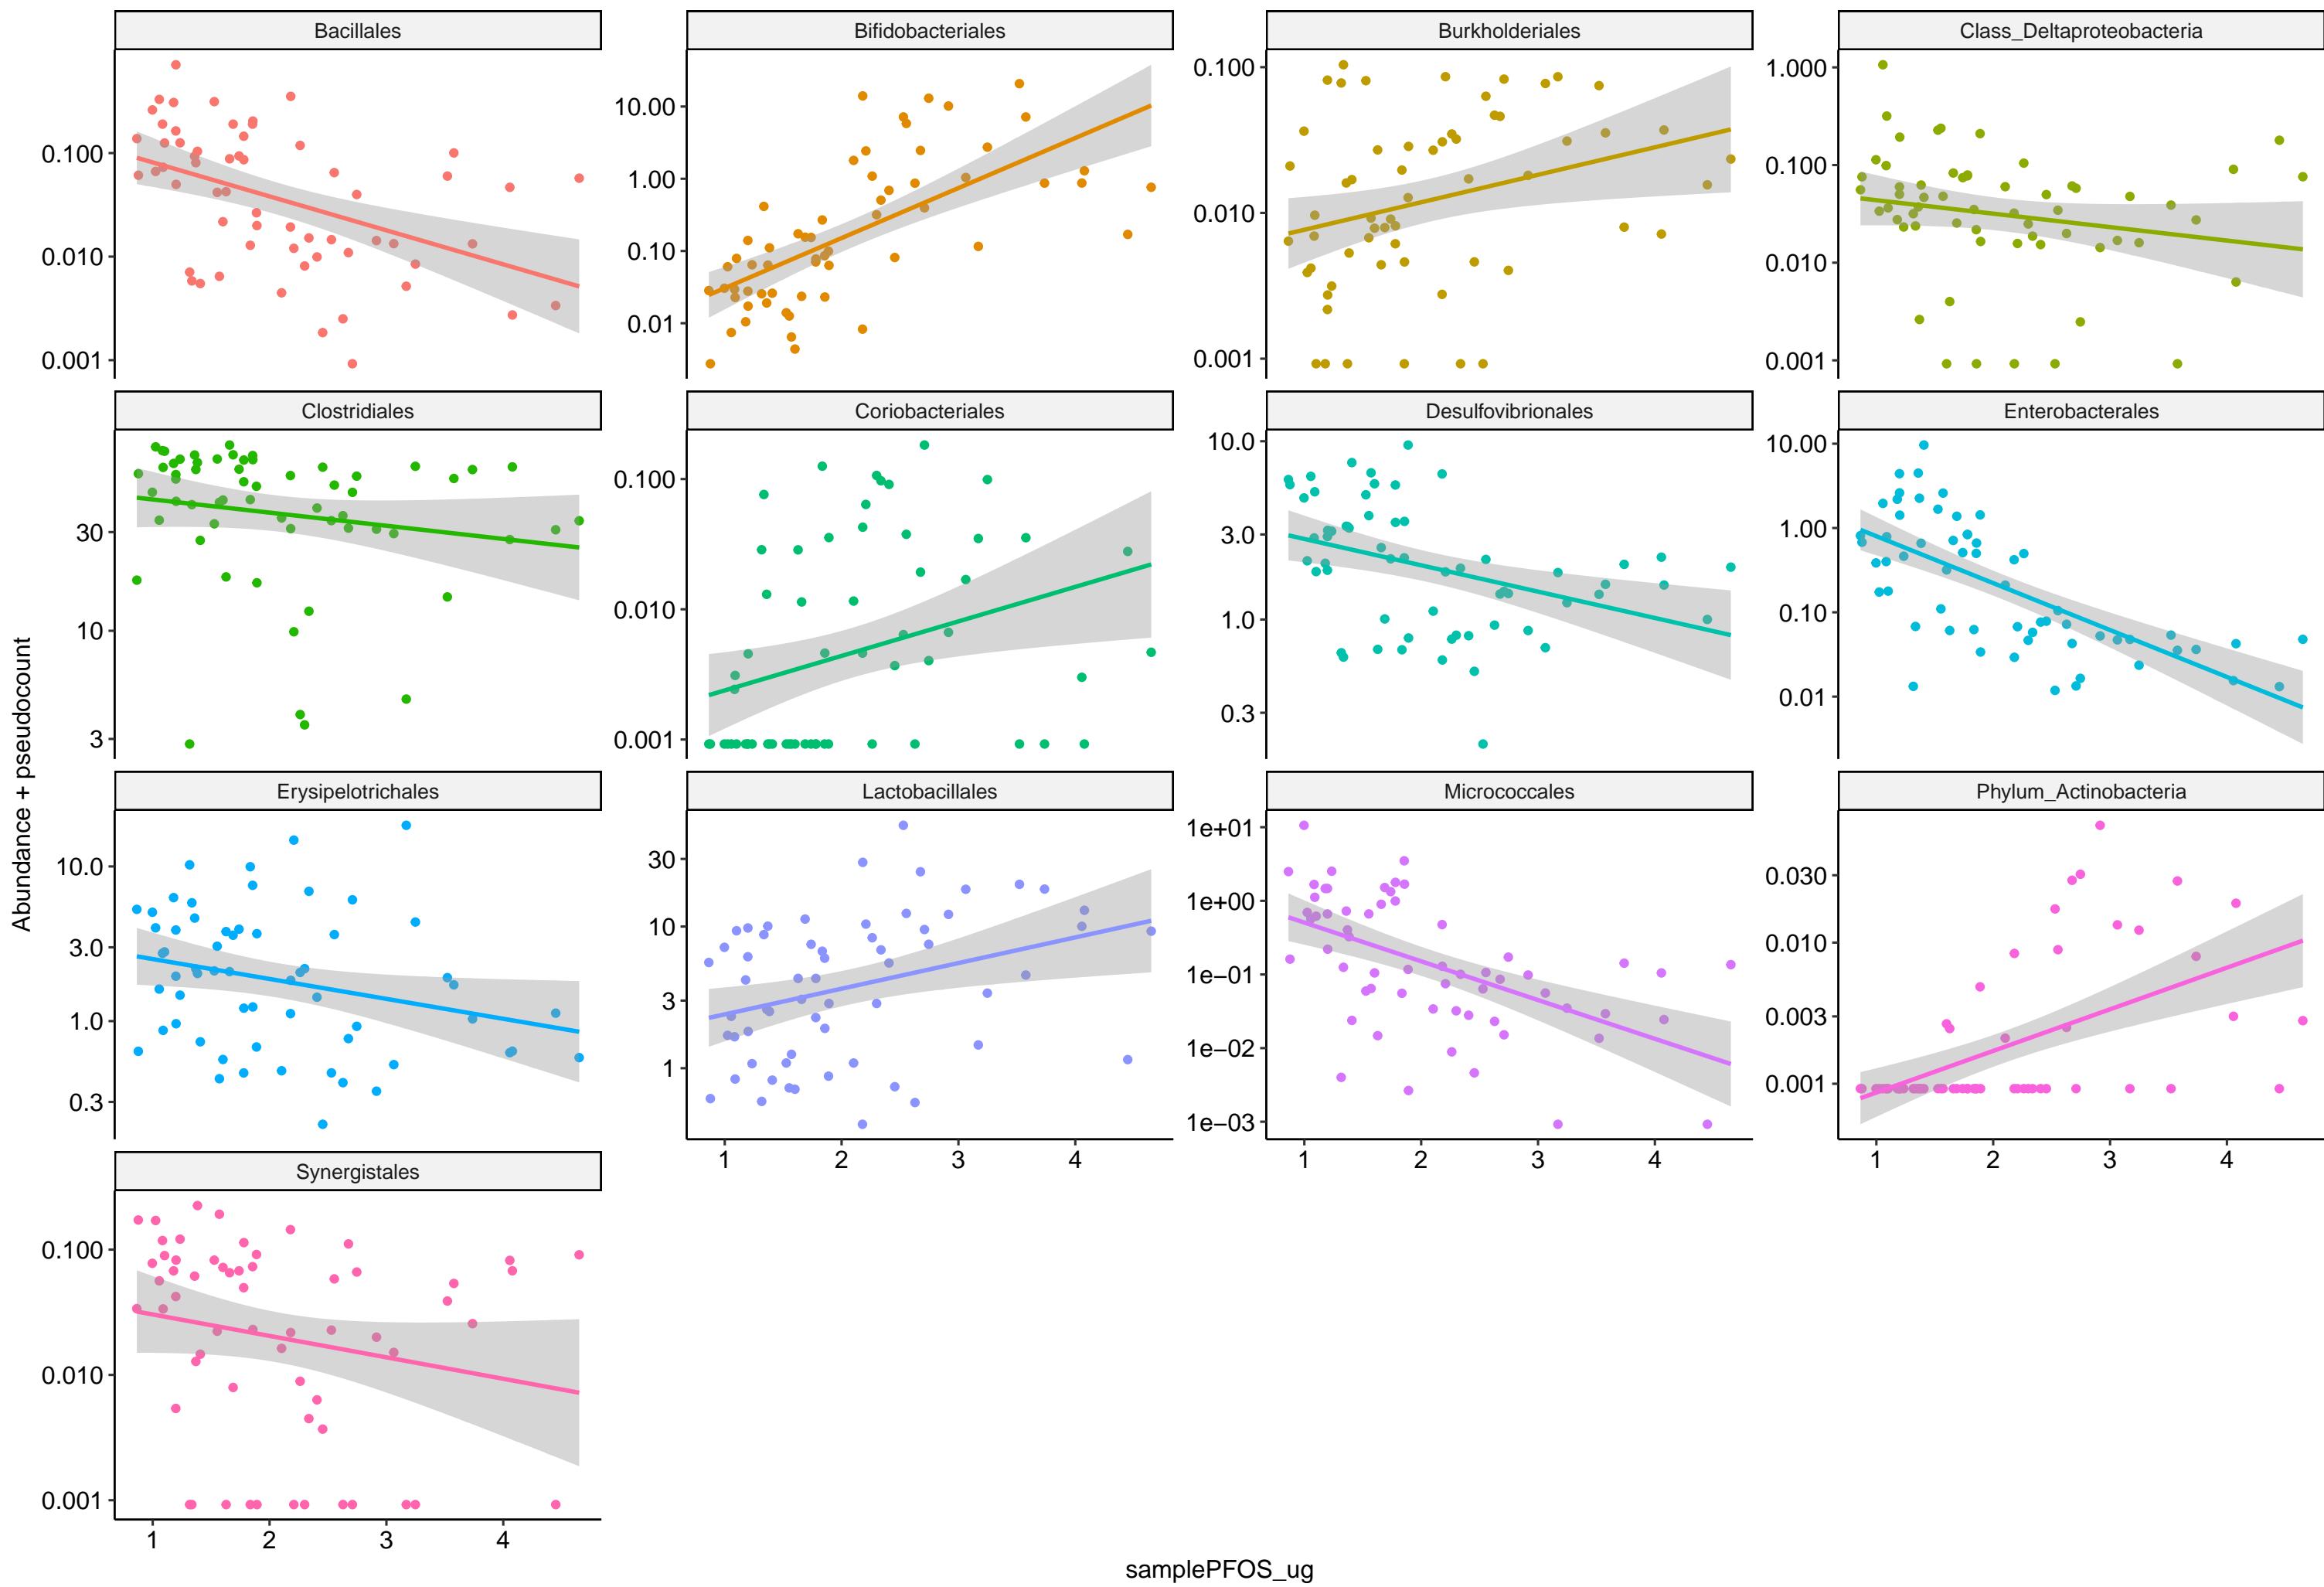 Bacillales
Bifidobacteriales
Burkholderiales
Class_Deltaproteobacteria
0.100
0.010
0.001
10.00
1.00
0.10
0.01
0.100
0.010
0.001
1.000
0.100
0.010
0.001
Clostridiales
Coriobacteriales
Desulfovibrionales
Enterobacterales
30
10
3
0.100
0.010
0.001
10.0
3.0
1.0
0.3
10.00
1.00
0.10
0.01
Erysipelotrichales
Lactobacillales
Micrococcales
Phylum_Actinobacteria
10.0
3.0
1.0
0.3
30
10
3
1
1e+01
1e+00
1e−01
1e−02
1e−03
0.030
0.010
0.003
0.001
1 2 3 4
1 2 3 4
1 2 3 4
Synergistales
0.100
0.010
0.001
1 2 3 4
samplePFOS_ug
Abundance + pseudocount